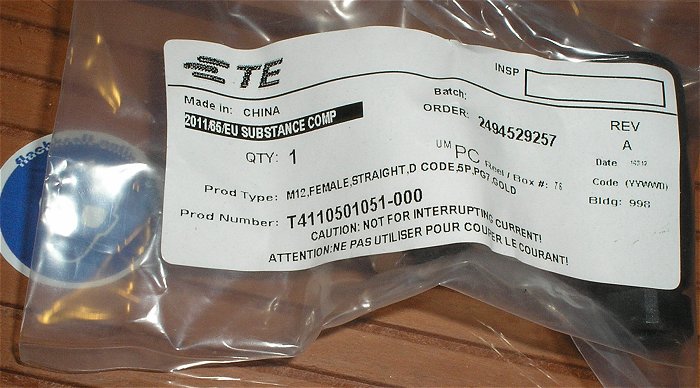 TE
INSP
Made in: CHINA
Batch:
2011/65/EU SUBSTANCE COMP
ORDER: 2494529257
REV
A
QTY: 1
UM PC Reel / Box #: 76
Date
Code (YYWWD)
Prod Type: M12,FEMALE,STRAIGHT,D CODE,5P,PG7,GOLD
Bldg: 998
Prod Number: T4110501051-000
CAUTION: NOT FOR INTERRUPTING CURRENT!
ATTENTION:NE PAS UTILISER POUR COUPER LE COURANT!